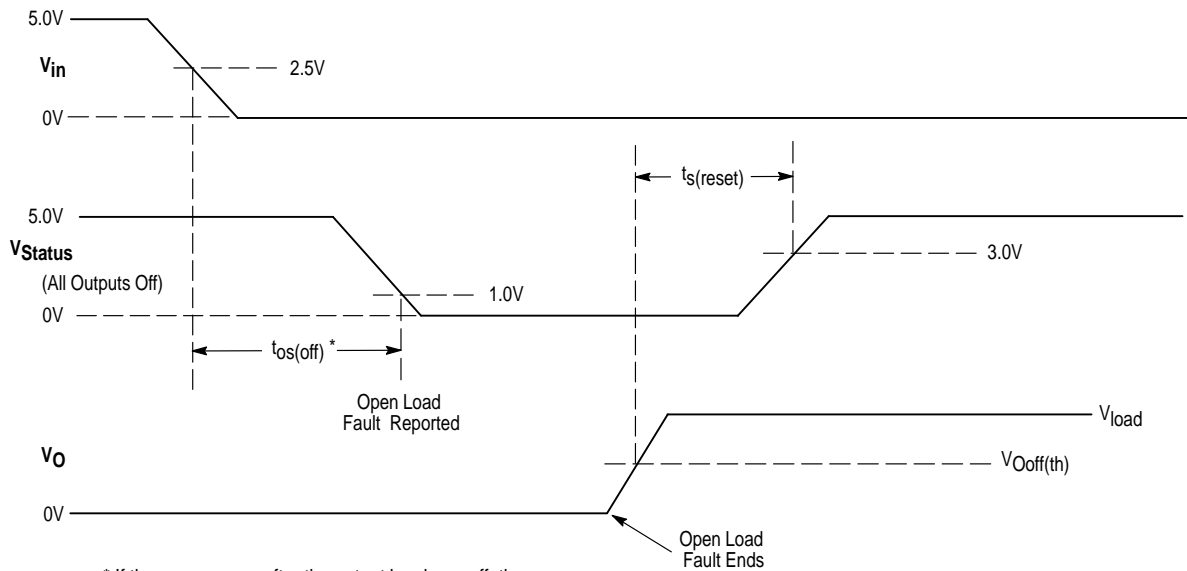 5.0V
Vin
2.5V
0V
ts(reset)
5.0V
VStatus
(All Outputs Off)
3.0V
1.0V
0V
tos(off) *
Open Load
Fault Reported
Vload
VO
VOoff(th)
0V
Open Load
Fault Ends